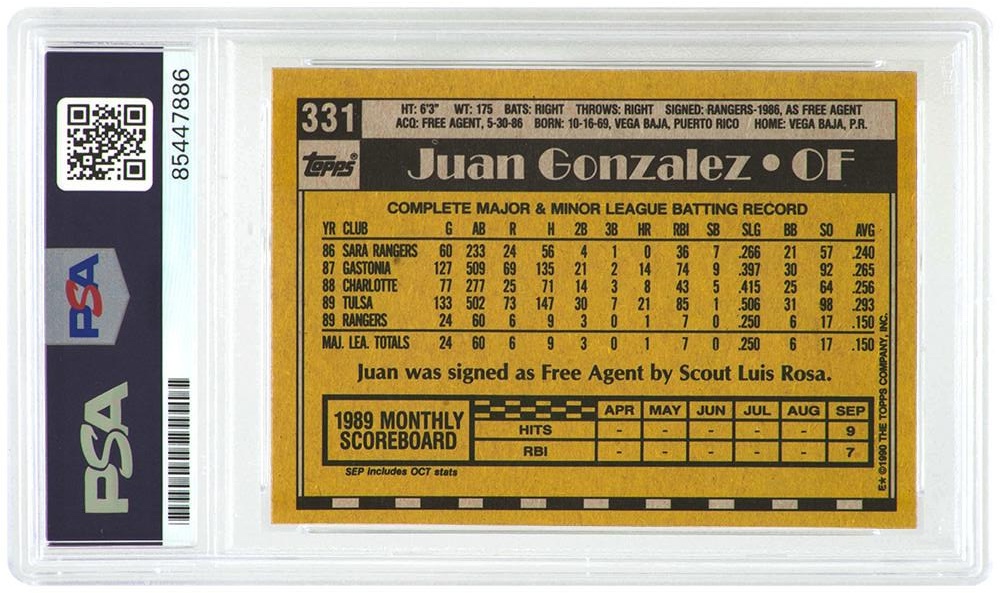 85447886
PSA
PSA
331
HT: 6'3" WT: 175 BATS: RIGHT THROWS: RIGHT SIGNED: RANGERS-1986, AS FREE AGENT
ACQ: FREE AGENT, 5-30-86 BORN: 10-16-69, VEGA BAJA, PUERTO RICO HOME: VEGA BAJA, P.R.
Topps®
Juan Gonzalez • OF
COMPLETE MAJOR & MINOR LEAGUE BATTING RECORD
YR CLUB G AB R H 2B 3B HR RBI SB SLG BB SO AVG
86 SARA RANGERS 60 233 24 56 4 1 0 36 7 .266 21 57 .240
87 GASTONIA 127 509 69 135 21 2 14 74 9 .397 30 92 .265
88 CHARLOTTE 77 277 25 71 14 3 8 43 5 .415 25 64 .256
89 TULSA 133 502 73 147 30 7 21 85 1 .506 31 98 .293
89 RANGERS 24 60 6 9 3 0 1 7 0 .250 6 17 .150
MAJ. LEA. TOTALS 24 60 6 9 3 0 1 7 0 .250 6 17 .150
Juan was signed as Free Agent by Scout Luis Rosa.
1989 MONTHLY
SCOREBOARD
APR MAY JUN JUL AUG SEP
HITS - - - - - 9
RBI - - - - - 7
SEP includes OCT stats
E★ ©1990 THE TOPPS COMPANY, INC.